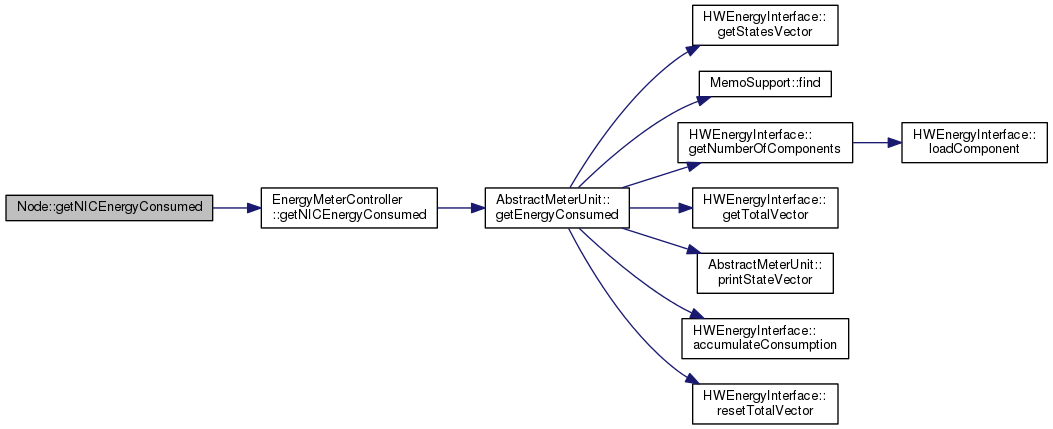 Node::getNICEnergyConsumed
EnergyMeterController
::getNICEnergyConsumed
AbstractMeterUnit::
getEnergyConsumed
HWEnergyInterface::
getStatesVector
MemoSupport::find
HWEnergyInterface::
getNumberOfComponents
HWEnergyInterface::
loadComponent
HWEnergyInterface::
getTotalVector
AbstractMeterUnit::
printStateVector
HWEnergyInterface::
accumulateConsumption
HWEnergyInterface::
resetTotalVector